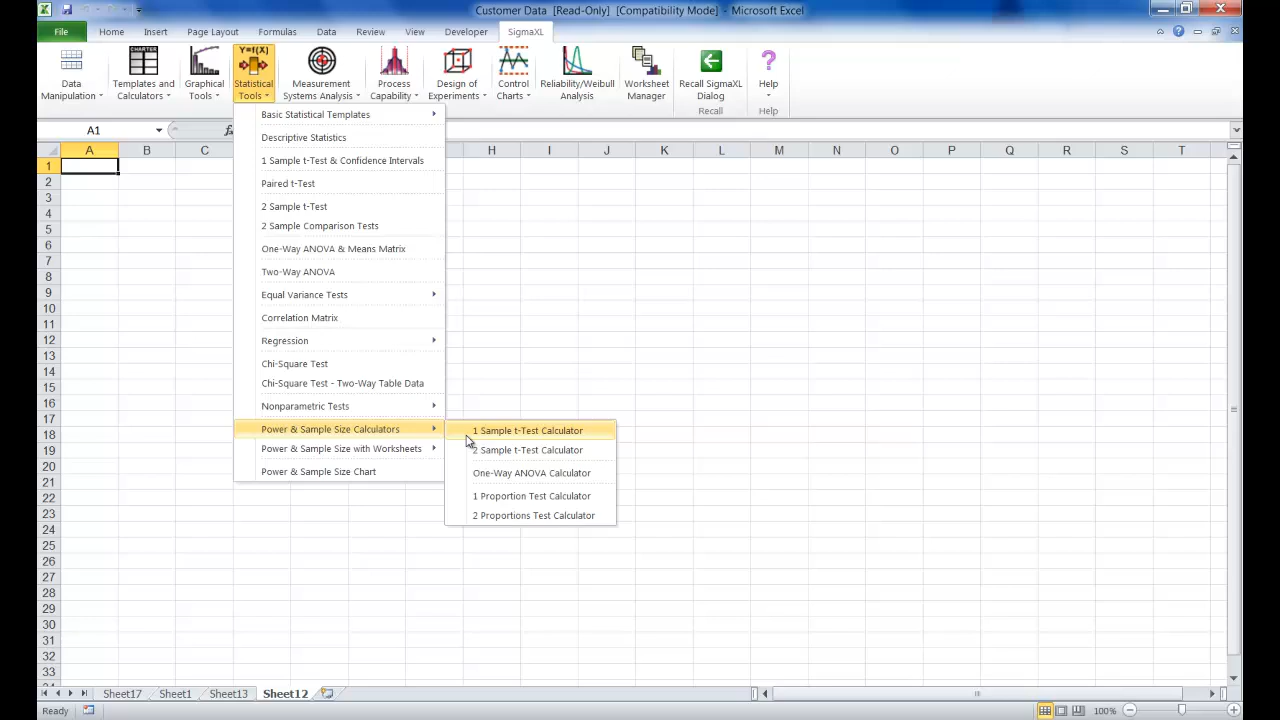 Customer Data [Read-Only] [Compatibility Mode] - Microsoft Excel
File Home Insert Page Layout Formulas Data Review View Developer SigmaXL
Data Manipulation
Templates and Calculators
Graphical Tools
Statistical Tools
Measurement Systems Analysis
Process Capability
Design of Experiments
Control Charts
Reliability/Weibull Analysis
Worksheet Manager
Recall SigmaXL Dialog
Help
Recall
Help
A1
A B C H I J K L M N O P Q R S T
Basic Statistical Templates
Descriptive Statistics
1 Sample t-Test & Confidence Intervals
Paired t-Test
2 Sample t-Test
2 Sample Comparison Tests
One-Way ANOVA & Means Matrix
Two-Way ANOVA
Equal Variance Tests
Correlation Matrix
Regression
Chi-Square Test
Chi-Square Test - Two-Way Table Data
Nonparametric Tests
Power & Sample Size Calculators
Power & Sample Size with Worksheets
Power & Sample Size Chart
1 Sample t-Test Calculator
2 Sample t-Test Calculator
One-Way ANOVA Calculator
1 Proportion Test Calculator
2 Proportions Test Calculator
1
2
3
4
5
6
7
8
9
10
11
12
13
14
15
16
17
18
19
20
21
22
23
24
25
26
27
28
29
30
31
32
33
Sheet17 Sheet1 Sheet13 Sheet12
Ready 100%